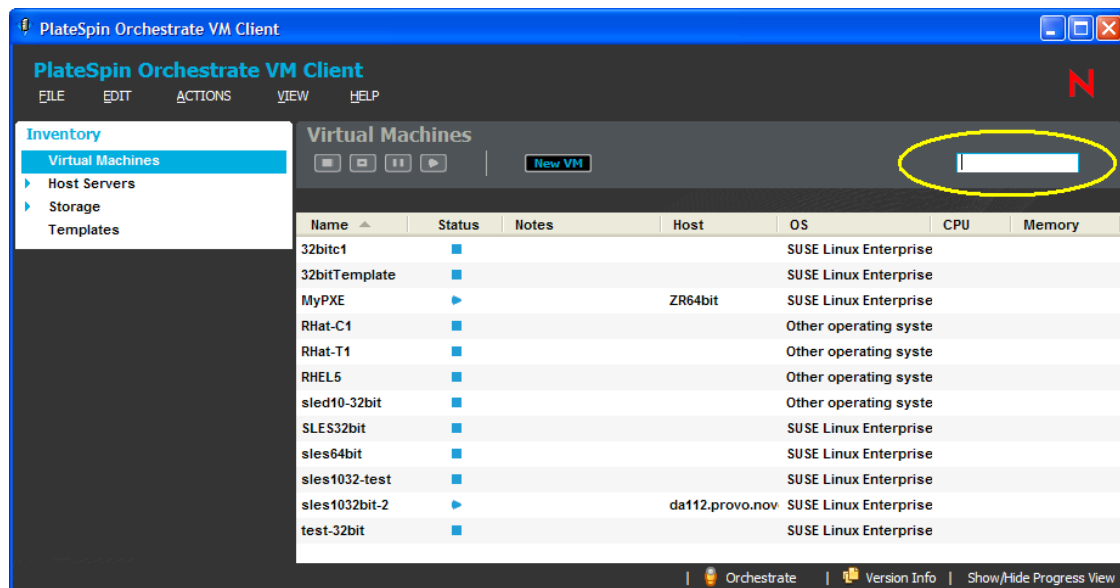 PlateSpin Orchestrate VM Client
PlateSpin Orchestrate VM Client
FILE EDIT ACTIONS VIEW HELP
N
Inventory
Virtual Machines
Host Servers
Storage
Templates
Virtual Machines
New VM
Name Status Notes Host OS CPU Memory
32bitc1 SUSE Linux Enterprise
32bitTemplate SUSE Linux Enterprise
MyPXE ZR64bit SUSE Linux Enterprise
RHat-C1 Other operating syste
RHat-T1 Other operating syste
RHEL5 Other operating syste
sled10-32bit Other operating syste
SLES32bit SUSE Linux Enterprise
sles64bit SUSE Linux Enterprise
sles1032-test SUSE Linux Enterprise
sles1032bit-2 da112.provo.nov SUSE Linux Enterprise
test-32bit SUSE Linux Enterprise
| Orchestrate | Version Info | Show/Hide Progress View